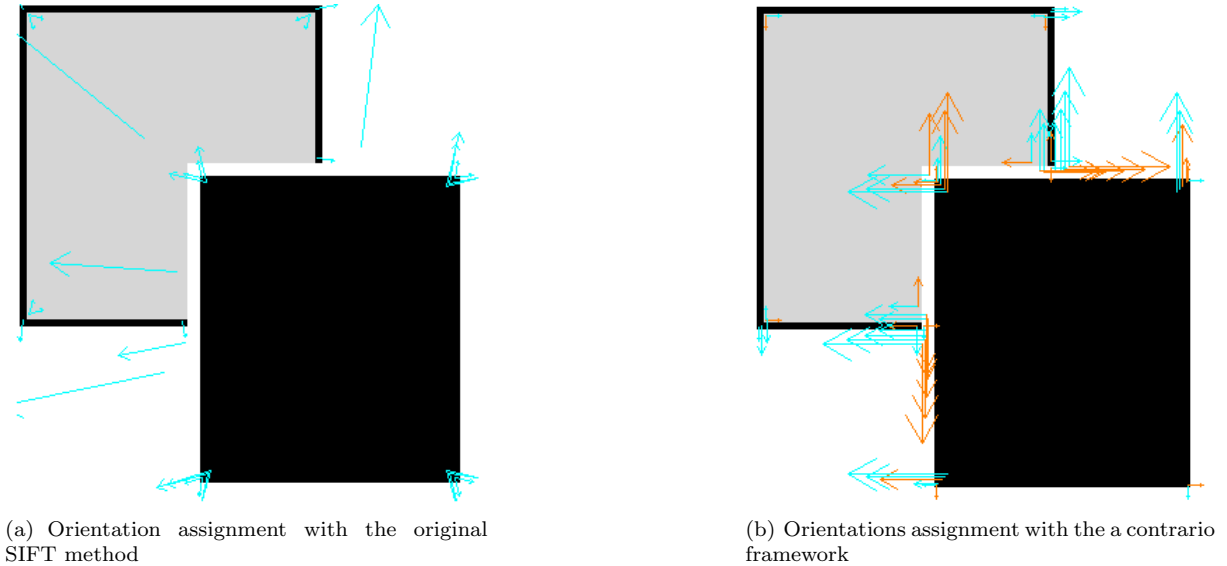 (a) Orientation assignment with the original
SIFT method
(b) Orientations assignment with the a contrario
framework